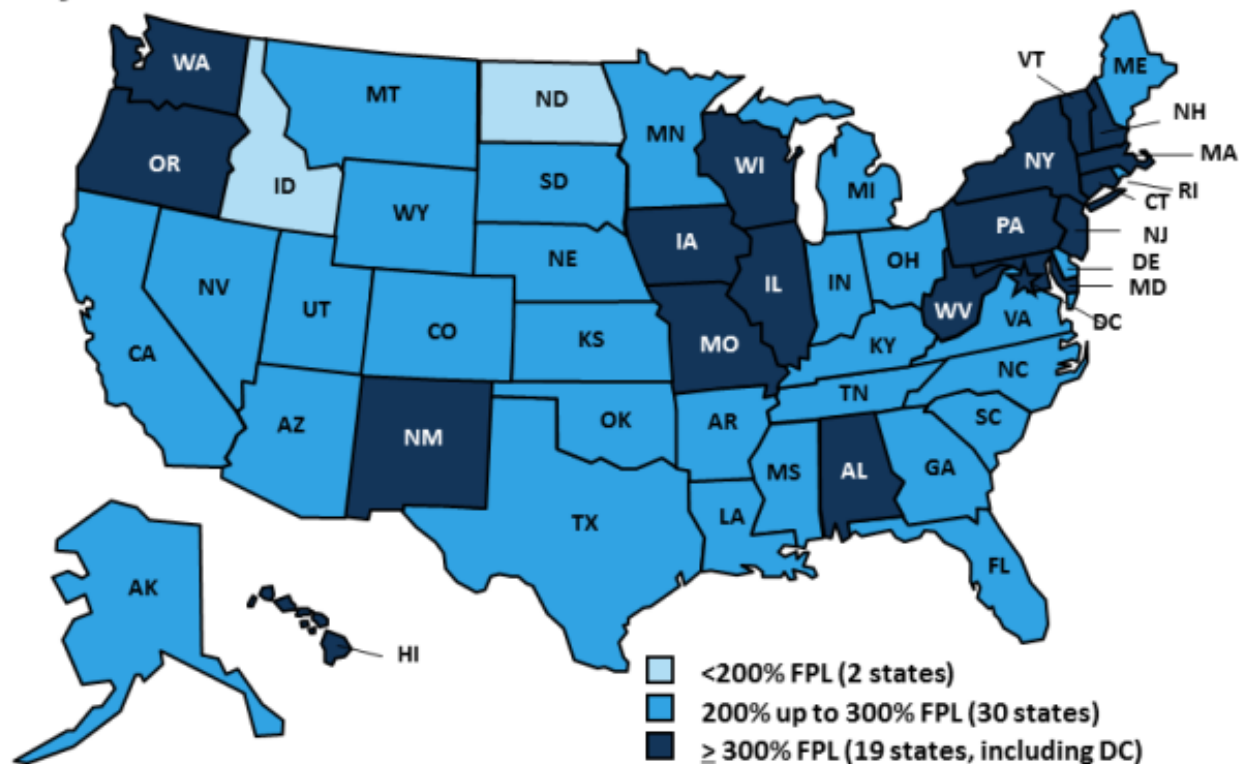 WA
MT
ND
MN
VT
ME
NH
OR
ID
SD
WI
MI
NY
MA
WY
RI
CT
IA
PA
NJ
NE
OH
DE
NV
UT
IL
IN
MD
CO
WV
DC
CA
KS
MO
KY
VA
NC
TN
AZ
NM
OK
AR
SC
MS
AL
GA
TX
LA
FL
AK
HI
<200% FPL (2 states)
200% up to 300% FPL (30 states)
≥ 300% FPL (19 states, including DC)